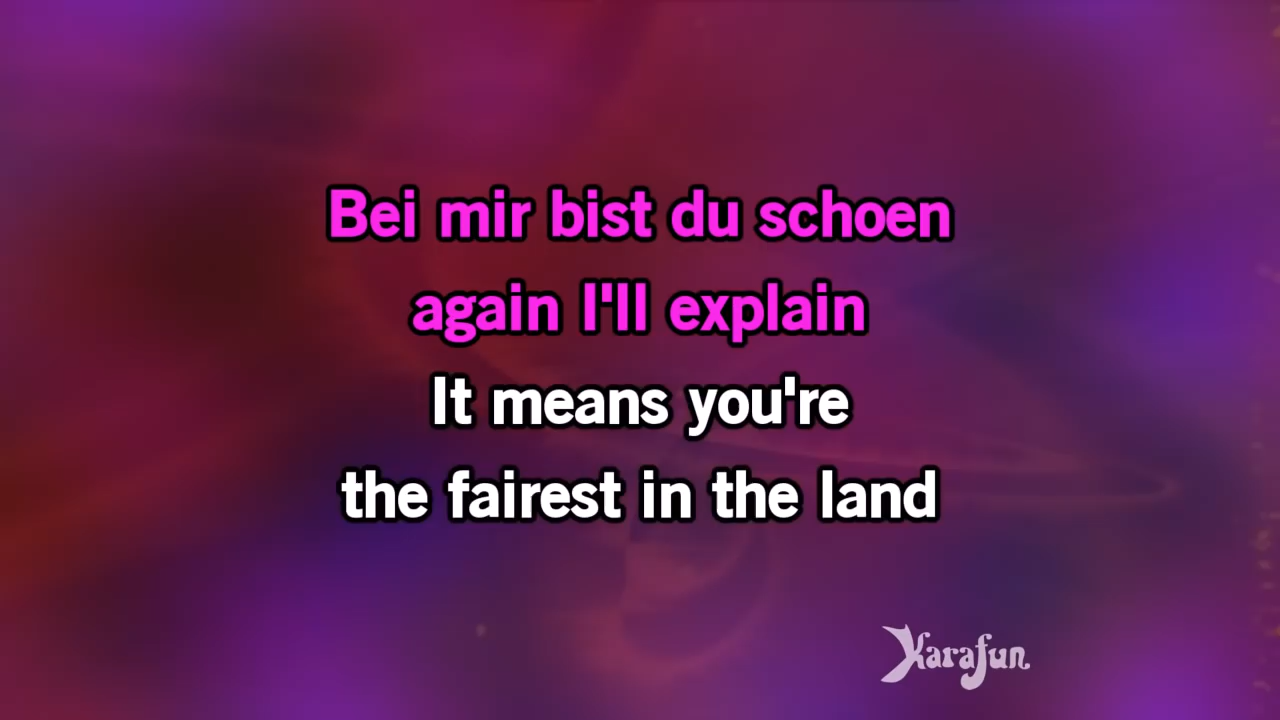 Bei mir bist du schoen
again I'll explain
It means you're
the fairest in the land
Karafun